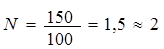 N = 150/100 = 1,5 ≈ 2